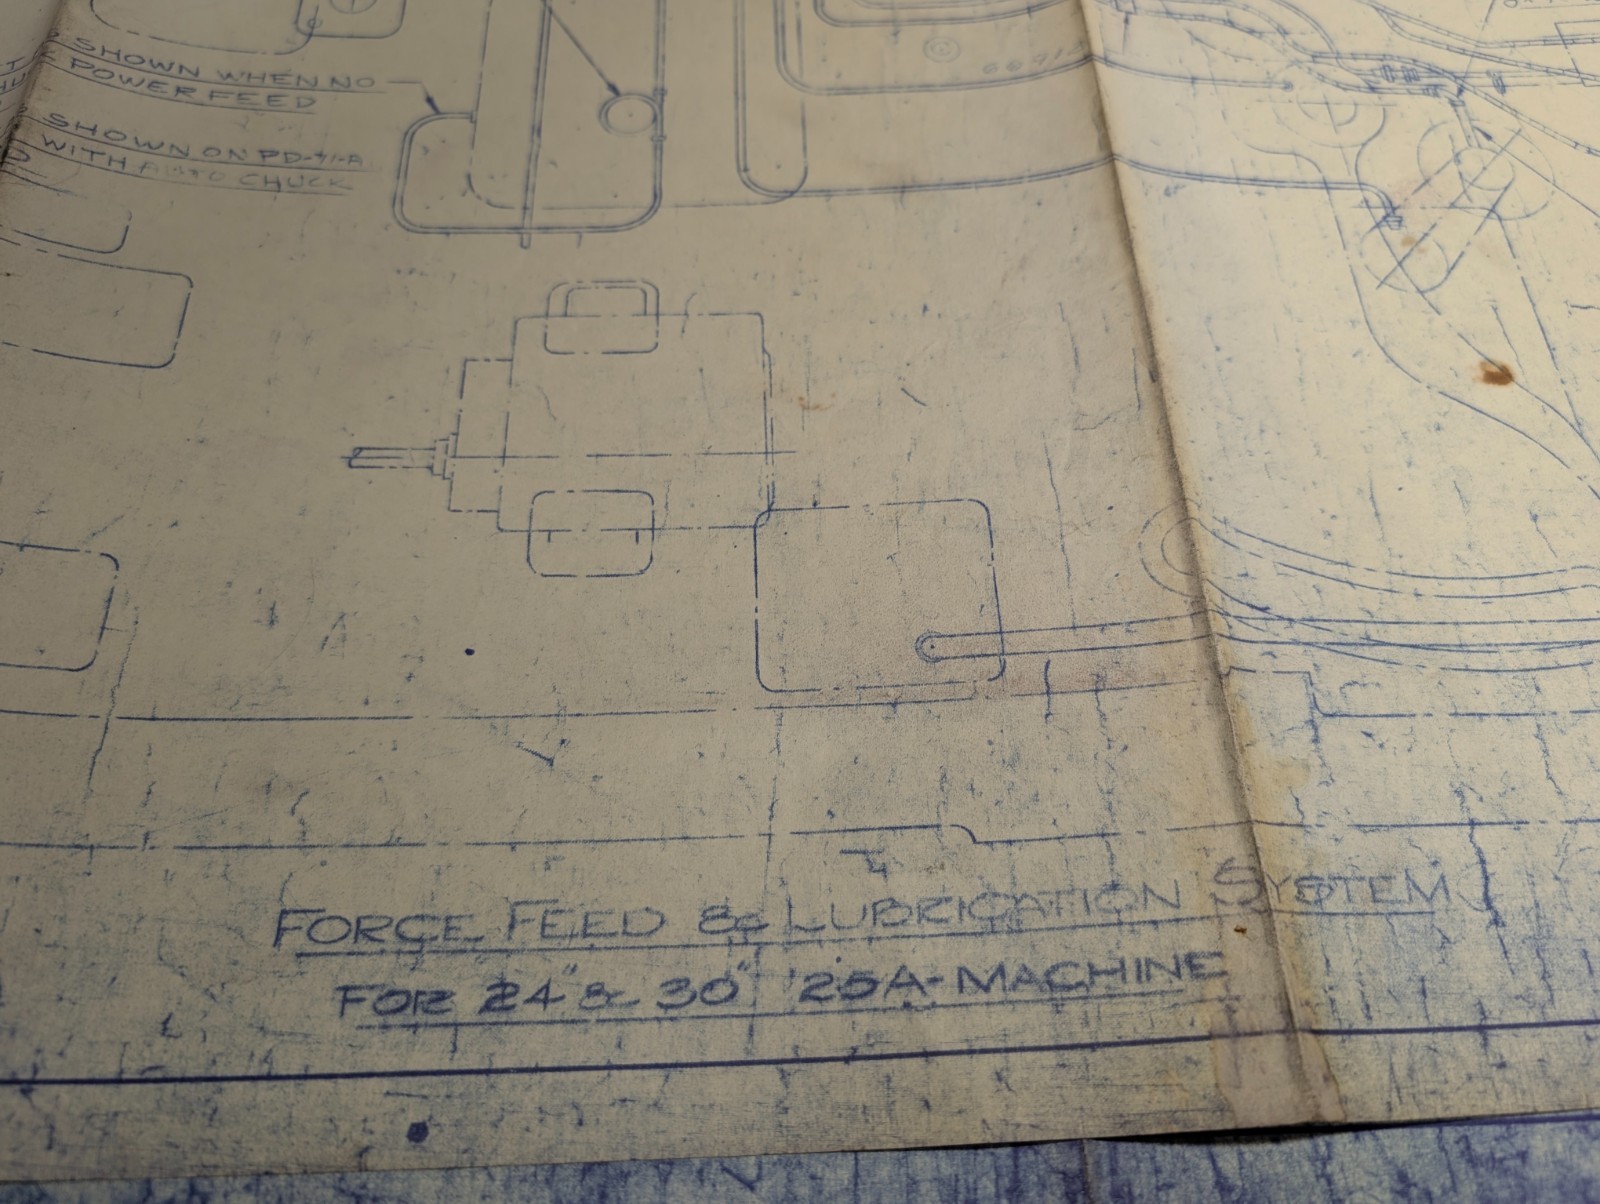 SHOWN WHEN NO
POWER FEED
SHOWN ON PD-41-A
WITH AUTO CHUCK
FORCE FEED & LUBRICATION SYSTEM
FOR 24" & 30" 25A-MACHINE